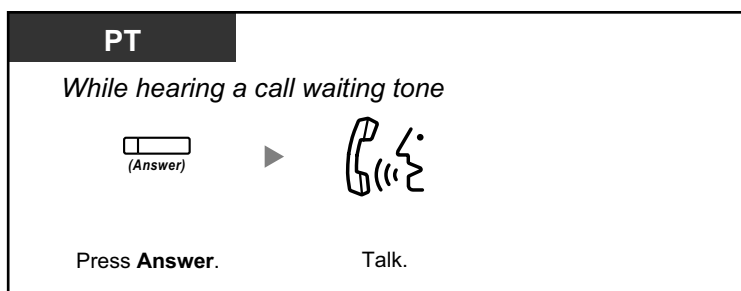 PT
While hearing a call waiting tone
(Answer)
Press Answer.
Talk.